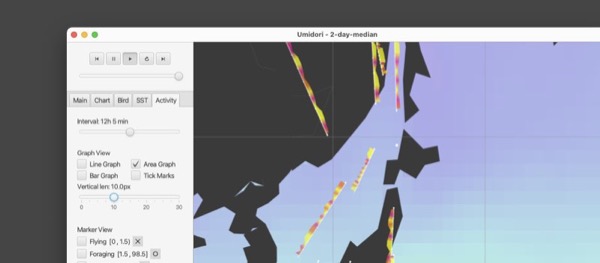 Umidori - 2-day-median
Main Chart Bird SST Activity
Interval: 12h 5 min
Graph View
Line Graph ✓ Area Graph
Bar Graph Tick Marks
Vertical len: 10.0px
0 10 20 30
Marker View
Flying [0 , 1.5)
Foraging [1.5 , 98.5)